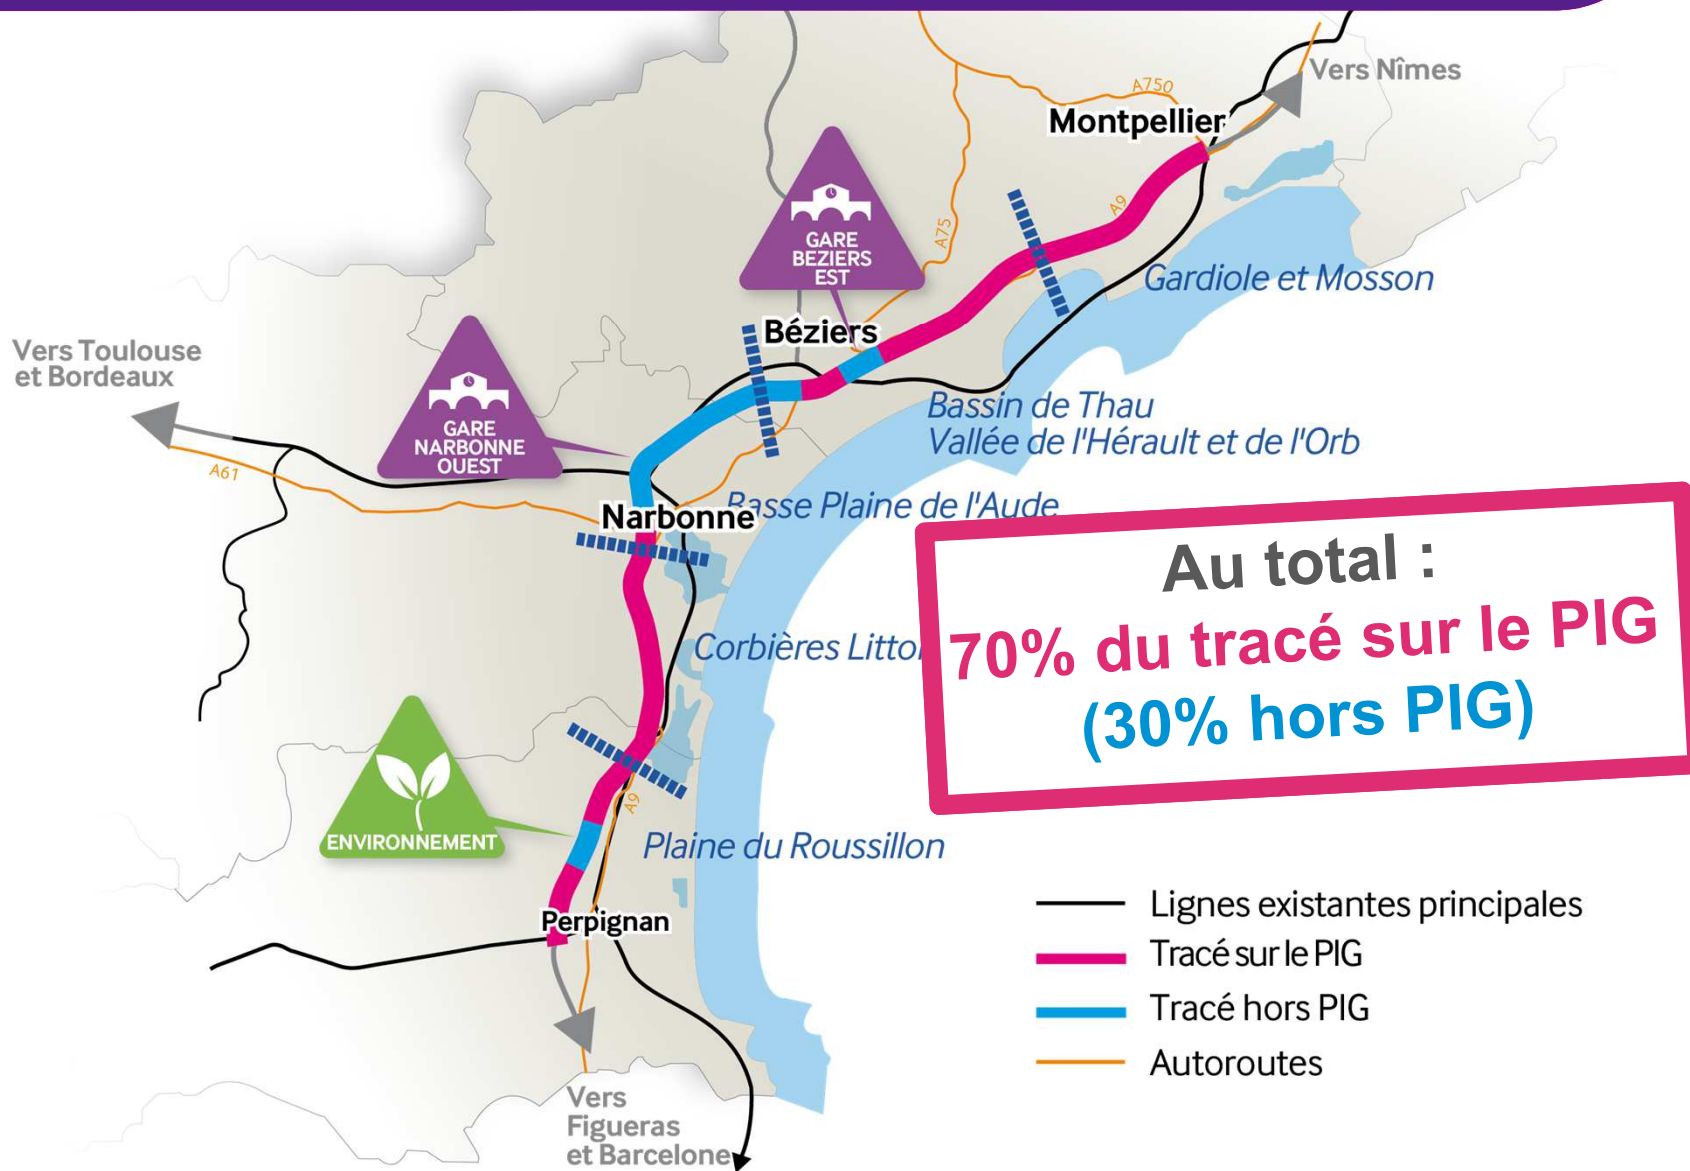 Vers Nîmes
A750
Montpellier
A9
A75
GARE
BEZIERS
EST
Gardiole et Mosson
Béziers
Vers Toulouse
et Bordeaux
GARE
NARBONNE
OUEST
A61
Bassin de Thau
Vallée de l'Hérault et de l'Orb
Basse Plaine de l'Aude
Narbonne
Au total :
70% du tracé sur le PIG
(30% hors PIG)
Corbières
ENVIRONNEMENT
A9
Plaine du Roussillon
Perpignan
Lignes existantes principales
Tracé sur le PIG
Tracé hors PIG
Autoroutes
Vers
Figueras
et Barcelone